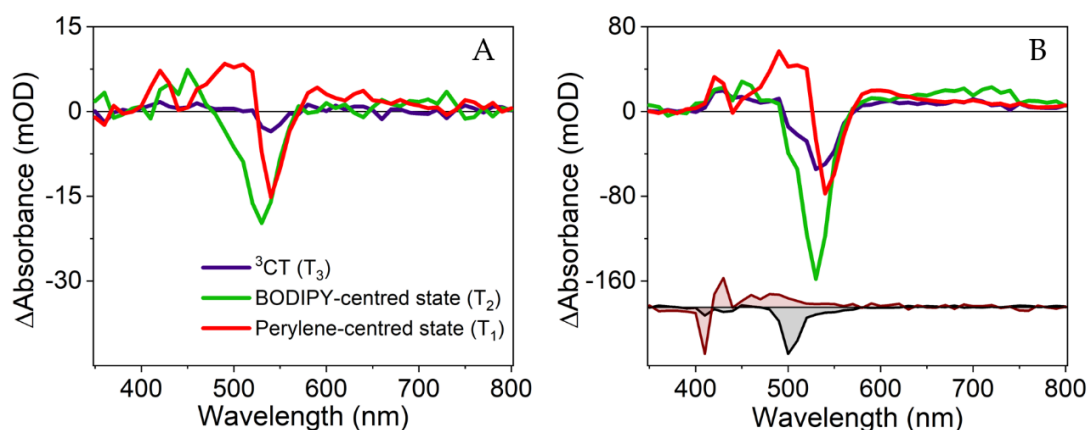 A
15
0
-15
-30
ΔAbsorbance (mOD)
³CT (T₃)
BODIPY-centred state (T₂)
Perylene-centred state (T₁)
400 500 600 700 800
Wavelength (nm)
B
80
0
-80
-160
ΔAbsorbance (mOD)
400 500 600 700 800
Wavelength (nm)